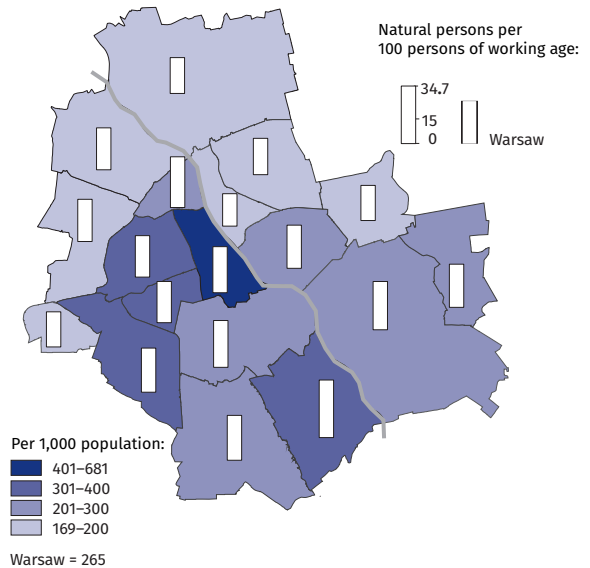 Natural persons per
100 persons of working age:
34.7
15
0
Warsaw
Per 1,000 population:
401–681
301–400
201–300
169–200
Warsaw = 265